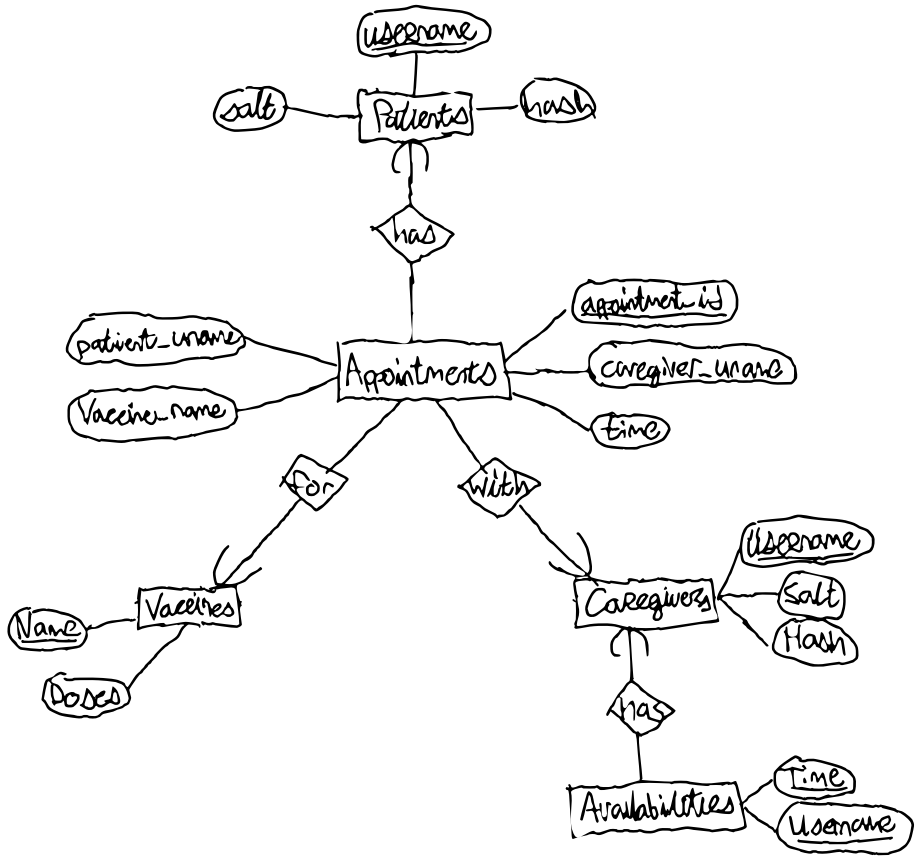 username
salt
Patients
hash
has
appointment_id
patient_uname
Appointments
caregiver_uname
Vaccine_name
time
for
with
Username
Vaccines
Caregivers
Salt
Name
Hash
Doses
has
Time
Availabilities
Username